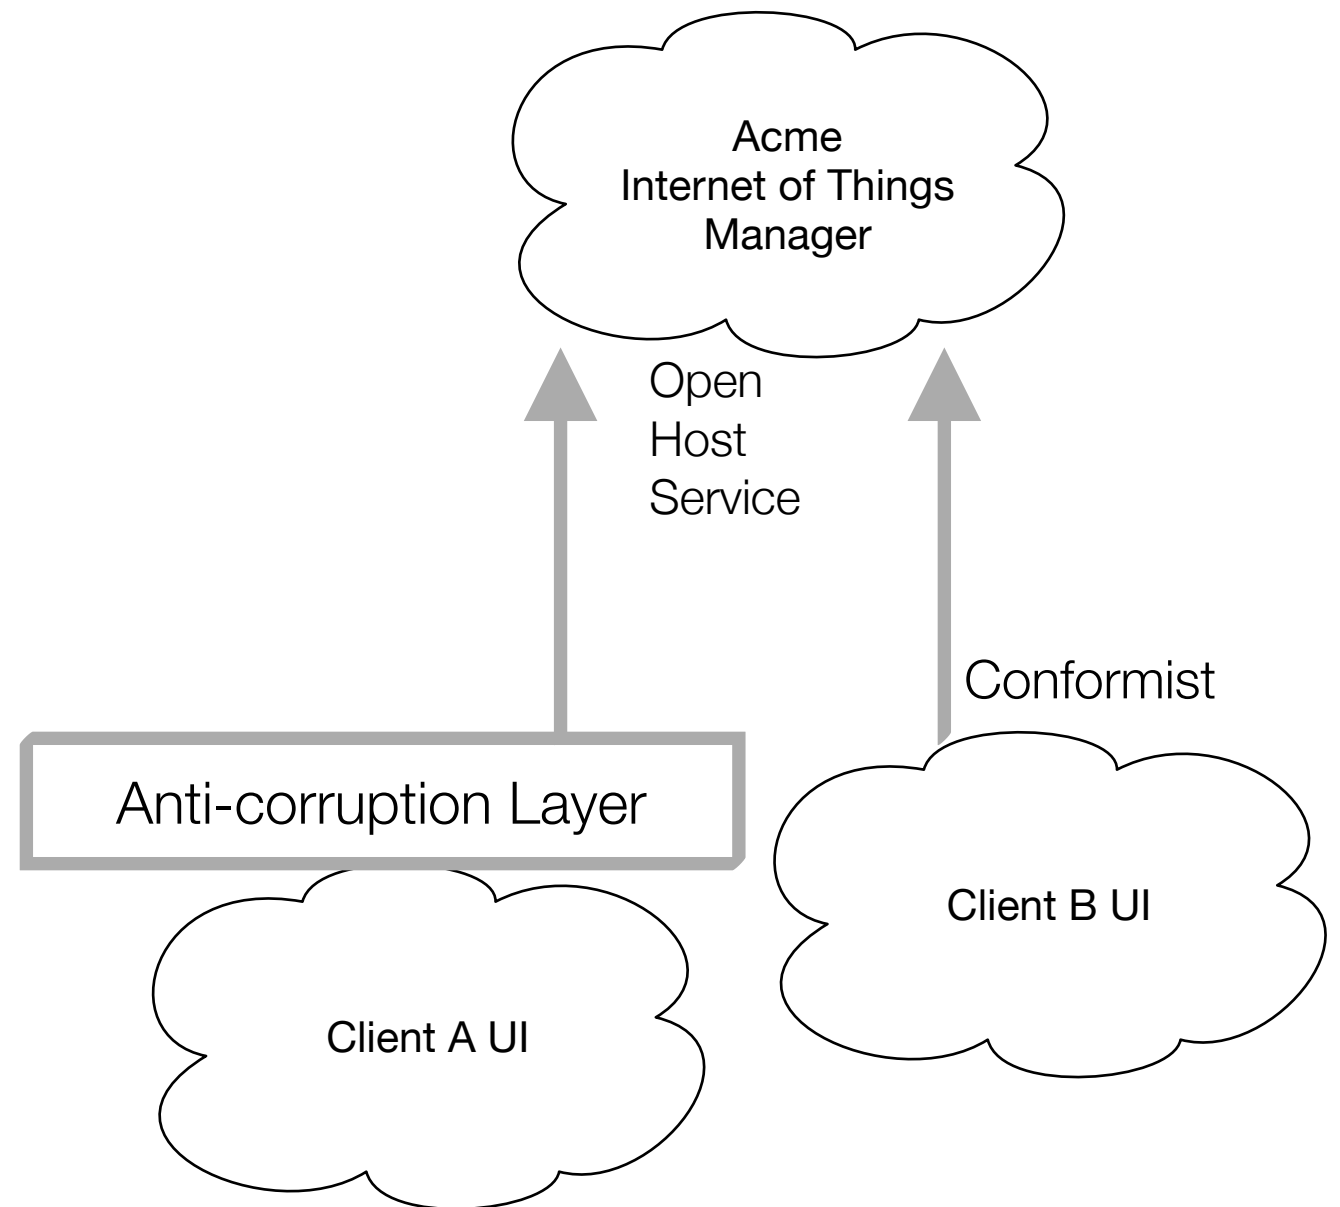 Acme
Internet of Things
Manager
Open
Host
Service
Conformist
Anti-corruption Layer
Client B UI
Client A UI